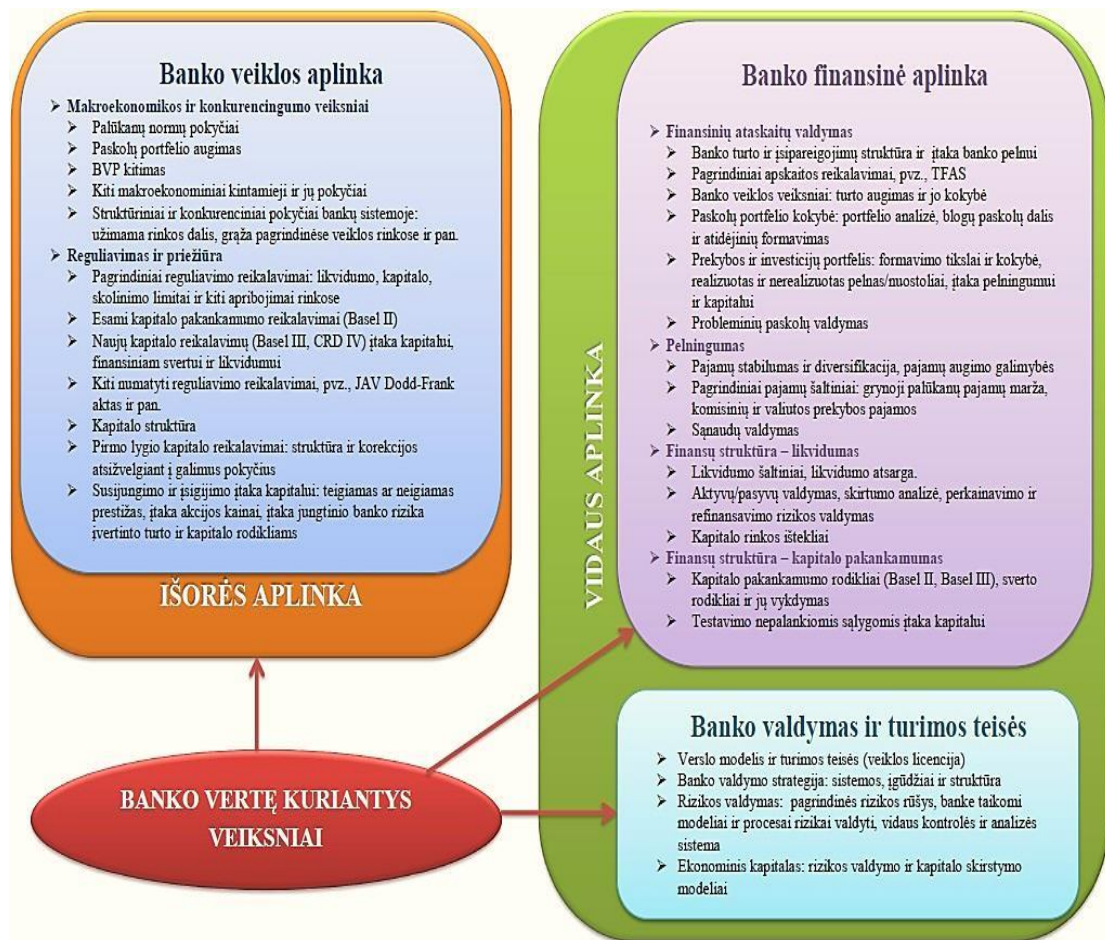 Banko veiklos aplinka
➤ Makroekonomikos ir konkurencingumo veiksniai
➤ Palūkanų normų pokyčiai
➤ Paskolų portfelio augimas
➤ BVP kitimas
➤ Kiti makroekonominiai kintamieji ir jų pokyčiai
➤ Struktūriniai ir konkurenciniai pokyčiai bankų sistemoje:
užimama rinkos dalis, grąža pagrindinėse veiklos rinkose ir pan.
➤ Reguliavimas ir priežiūra
➤ Pagrindiniai reguliavimo reikalavimai: likvidumo, kapitalo,
skolinimo limitai ir kiti apribojimai rinkose
➤ Esami kapitalo pakankamumo reikalavimai (Basel II)
➤ Naujų kapitalo reikalavimų (Basel III, CRD IV) įtaka kapitalui,
finansiniam svertui ir likvidumui
➤ Kiti numatyti reguliavimo reikalavimai, pvz., JAV Dodd-Frank
aktas ir pan.
➤ Kapitalo struktūra
➤ Pirmo lygio kapitalo reikalavimai: struktūra ir korekcijos
atsižvelgiant į galimus pokyčius
➤ Susijungimo ir įsigijimo įtaka kapitalui: teigiamas ar neigiamas
prestižas, įtaka akcijos kainai, įtaka jungtinio banko rizika
įvertinto turto ir kapitalo rodikliams
IŠORĖS APLINKA
BANKO VERTĘ KURIANTYS
VEIKSNIAI
VIDAUS APLINKA
Banko finansinė aplinka
➤ Finansinių ataskaitų valdymas
➤ Banko turto ir įsipareigojimų struktūra ir įtaka banko pelnui
➤ Pagrindiniai apskaitos reikalavimai, pvz., TFAS
➤ Banko veiklos veiksniai: turto augimas ir jo kokybė
➤ Paskolų portfelio kokybė: portfelio analizė, blogų paskolų dalis
ir atidėjinių formavimas
➤ Prekybos ir investicijų portfelis: formavimo tikslai ir kokybė,
realizuotas ir nerealizuotas pelnas/nuostoliai, įtaka pelningumui
ir kapitalui
➤ Probleminių paskolų valdymas
➤ Pelningumas
➤ Pajamų stabilumas ir diversifikacija, pajamų augimo galimybės
➤ Pagrindiniai pajamų šaltiniai: grynoji palūkanų pajamų marža,
komisinių ir valiutos prekybos pajamos
➤ Sąnaudų valdymas
➤ Finansų struktūra – likvidumas
➤ Likvidumo šaltiniai, likvidumo atsarga.
➤ Aktyvų/pasyvų valdymas, skirtumo analizė, perkainavimo ir
refinansavimo rizikos valdymas
➤ Kapitalo rinkos ištekliai
➤ Finansų struktūra – kapitalo pakankamumas
➤ Kapitalo pakankamumo rodikliai (Basel II, Basel III), sverto
rodikliai ir jų vykdymas
➤ Testavimo nepalankiomis sąlygomis įtaka kapitalui
Banko valdymas ir turimos teisės
➤ Verslo modelis ir turimos teisės (veiklos licencija)
➤ Banko valdymo strategija: sistemos, įgūdžiai ir struktūra
➤ Rizikos valdymas: pagrindinės rizikos rūšys, banke taikomi
modeliai ir procesai rizikai valdyti, vidaus kontrolės ir analizės
sistema
➤ Ekonominis kapitalas: rizikos valdymo ir kapitalo skirstymo
modeliai